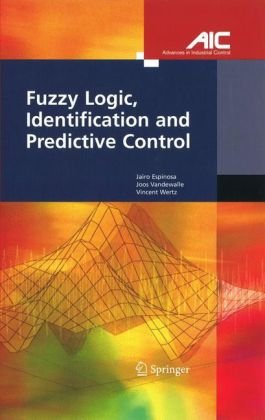 AIC
Advances in Industrial Control
Fuzzy Logic,
Identification and
Predictive Control
Jairo Espinosa
Joos Vandewalle
Vincent Wertz
Springer